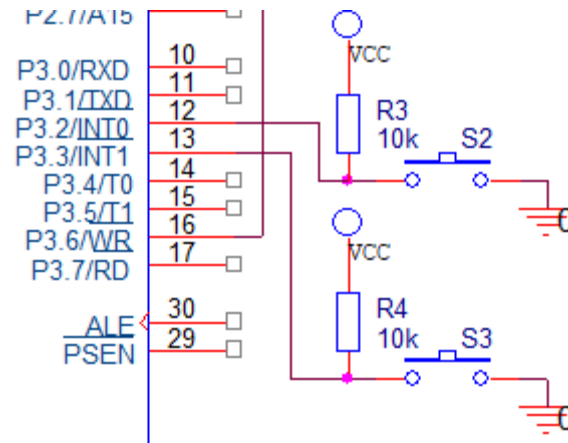 P2.7/A15
VCC
10
P3.0/RXD
11
P3.1/TXD
12
P3.2/INT0
R3
10k
S2
13
P3.3/INT1
14
P3.4/T0
15
P3.5/T1
16
P3.6/WR
17
P3.7/RD
0
VCC
30
ALE
29
PSEN
R4
10k
S3
0